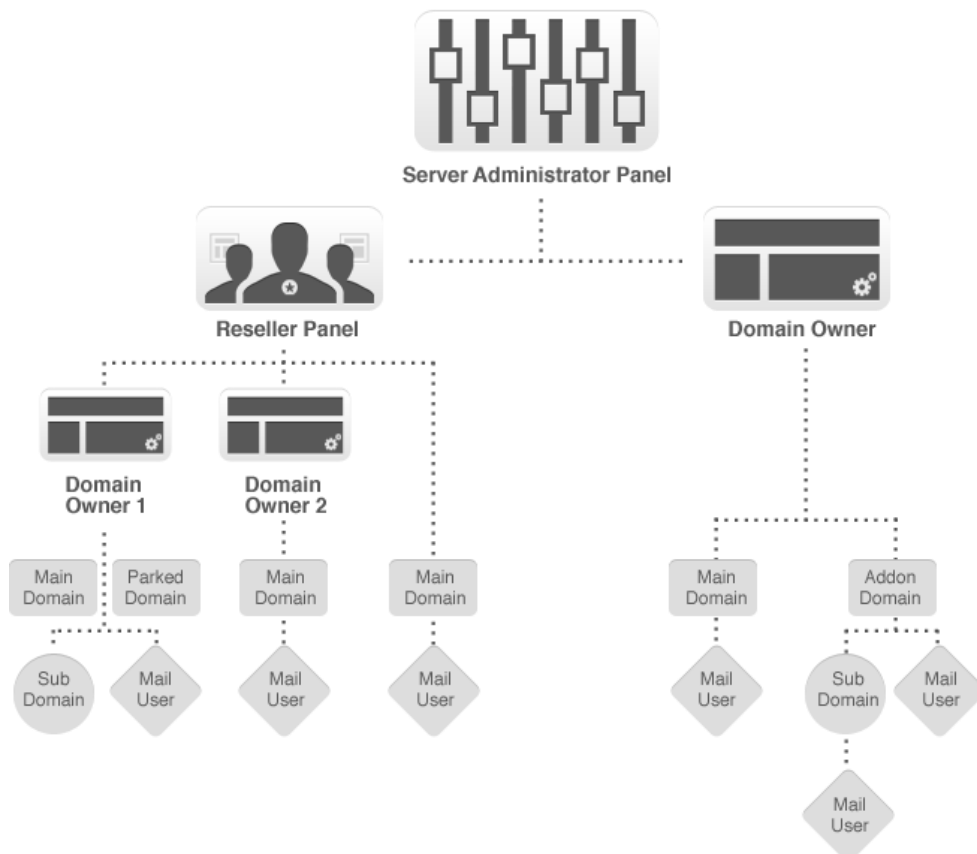 Server Administrator Panel
Reseller Panel
Domain Owner
Domain
Owner 1
Domain
Owner 2
Main
Domain
Parked
Domain
Main
Domain
Main
Domain
Main
Domain
Addon
Domain
Sub
Domain
Mail
User
Mail
User
Mail
User
Mail
User
Sub
Domain
Mail
User
Mail
User